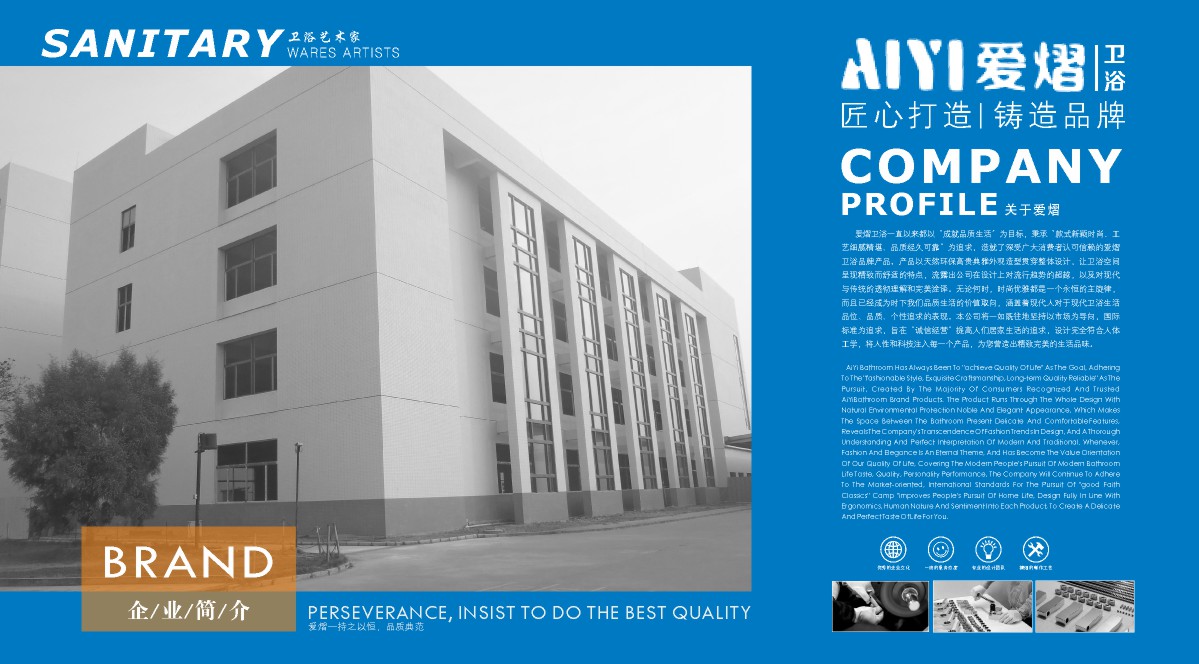 SANITARY
卫浴艺术家
WARES ARTISTS
BRAND
企/业/简/介
PERSEVERANCE, INSIST TO DO THE BEST QUALITY
爱熠一持之以恒，品质典范
AIYI爱熠|卫浴
匠心打造|铸造品牌
COMPANY
PROFILE 关于爱熠
爱熠卫浴一直以来都以“成就品质生活”为目标，秉承“款式新颖时尚、工
艺细腻精湛、品质经久可靠”为追求，造就了深受广大消费者认可信赖的爱熠
卫浴品牌产品。产品以天然环保高贵典雅外观造型贯穿整体设计，让卫浴空间
呈现精致而舒适的特点，流露出公司在设计上对流行趋势的超越，以及对现代
与传统的透彻理解和完美诠译。无论何时，时尚优雅都是一个永恒的主旋律，
而且已经成为时下我们品质生活的价值取向，涵盖着现代人对于现代卫浴生活
品位、品质、个性追求的表现。本公司将一如既往地坚持以市场为导向，国际
标准为追求，旨在“诚信经营”提高人们居家生活的追求，设计完全符合人体
工学，将人性和科技注入每一个产品，为您营造出精致完美的生活品味。
AiYi Bathroom Has Always Been To "achieve Quality Of Life" As The Goal, Adhering
To The "fashionable Style, Exquisite Craftsmanship, Long-term Quality Reliable" As The
Pursuit, Created By The Majority Of Consumers Recognized And Trusted
AiYiBathroom Brand Products. The Product Runs Through The Whole Design With
Natural Environmental Protection Noble And Elegant Appearance, Which Makes
The Space Between The Bathroom Present Delicate And Comfortable Features,
Reveals The Company's Transcendence Of Fashion Trends In Design, And A Thorough
Understanding And Perfect Interpretation Of Modern And Traditional. Whenever,
Fashion And Elegance Is An Eternal Theme, And Has Become The Value Orientation
Of Our Quality Of Life, Covering The Modern People's Pursuit Of Modern Bathroom
Life Taste, Quality, Personality Performance. The Company Will Continue To Adhere
To The Market-oriented, International Standards For The Pursuit Of "good Faith
Classics" Camp "improves People's Pursuit Of Home Life, Design Fully In Line With
Ergonomics, Human Nature And Sentiment Into Each Product, To Create A Delicate
And Perfect Taste Of Life For You.